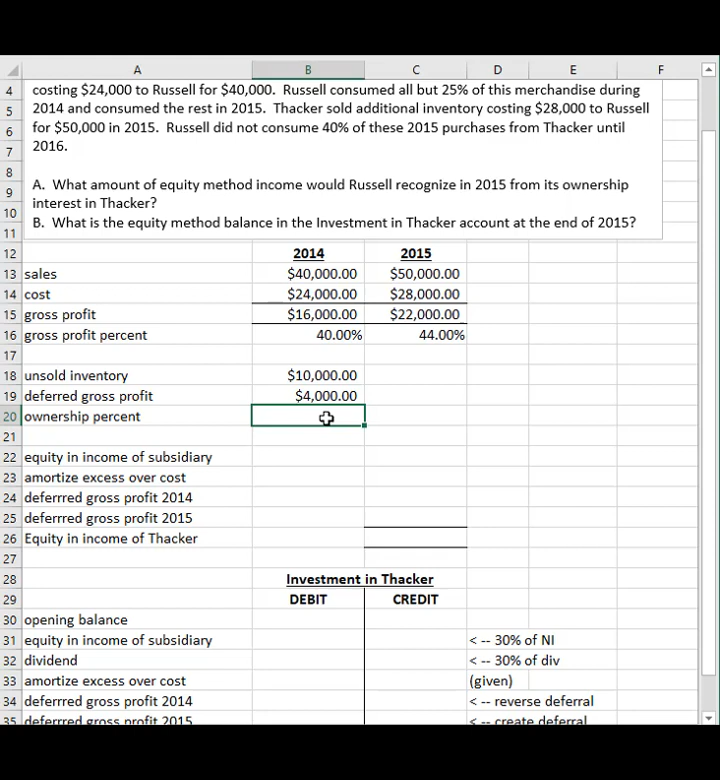 A B C D E F
4 costing $24,000 to Russell for $40,000. Russell consumed all but 25% of this merchandise during
5 2014 and consumed the rest in 2015. Thacker sold additional inventory costing $28,000 to Russell
6 for $50,000 in 2015. Russell did not consume 40% of these 2015 purchases from Thacker until
7 2016.
8
9 A. What amount of equity method income would Russell recognize in 2015 from its ownership
10 interest in Thacker?
11 B. What is the equity method balance in the Investment in Thacker account at the end of 2015?
12 2014 2015
13 sales $40,000.00 $50,000.00
14 cost $24,000.00 $28,000.00
15 gross profit $16,000.00 $22,000.00
16 gross profit percent 40.00% 44.00%
17
18 unsold inventory $10,000.00
19 deferred gross profit $4,000.00
20 ownership percent
21
22 equity in income of subsidiary
23 amortize excess over cost
24 deferrred gross profit 2014
25 deferrred gross profit 2015
26 Equity in income of Thacker
27
28 Investment in Thacker
29 DEBIT CREDIT
30 opening balance
31 equity in income of subsidiary < -- 30% of NI
32 dividend < -- 30% of div
33 amortize excess over cost (given)
34 deferrred gross profit 2014 < -- reverse deferral
35 deferrred gross profit 2015 < -- create deferral